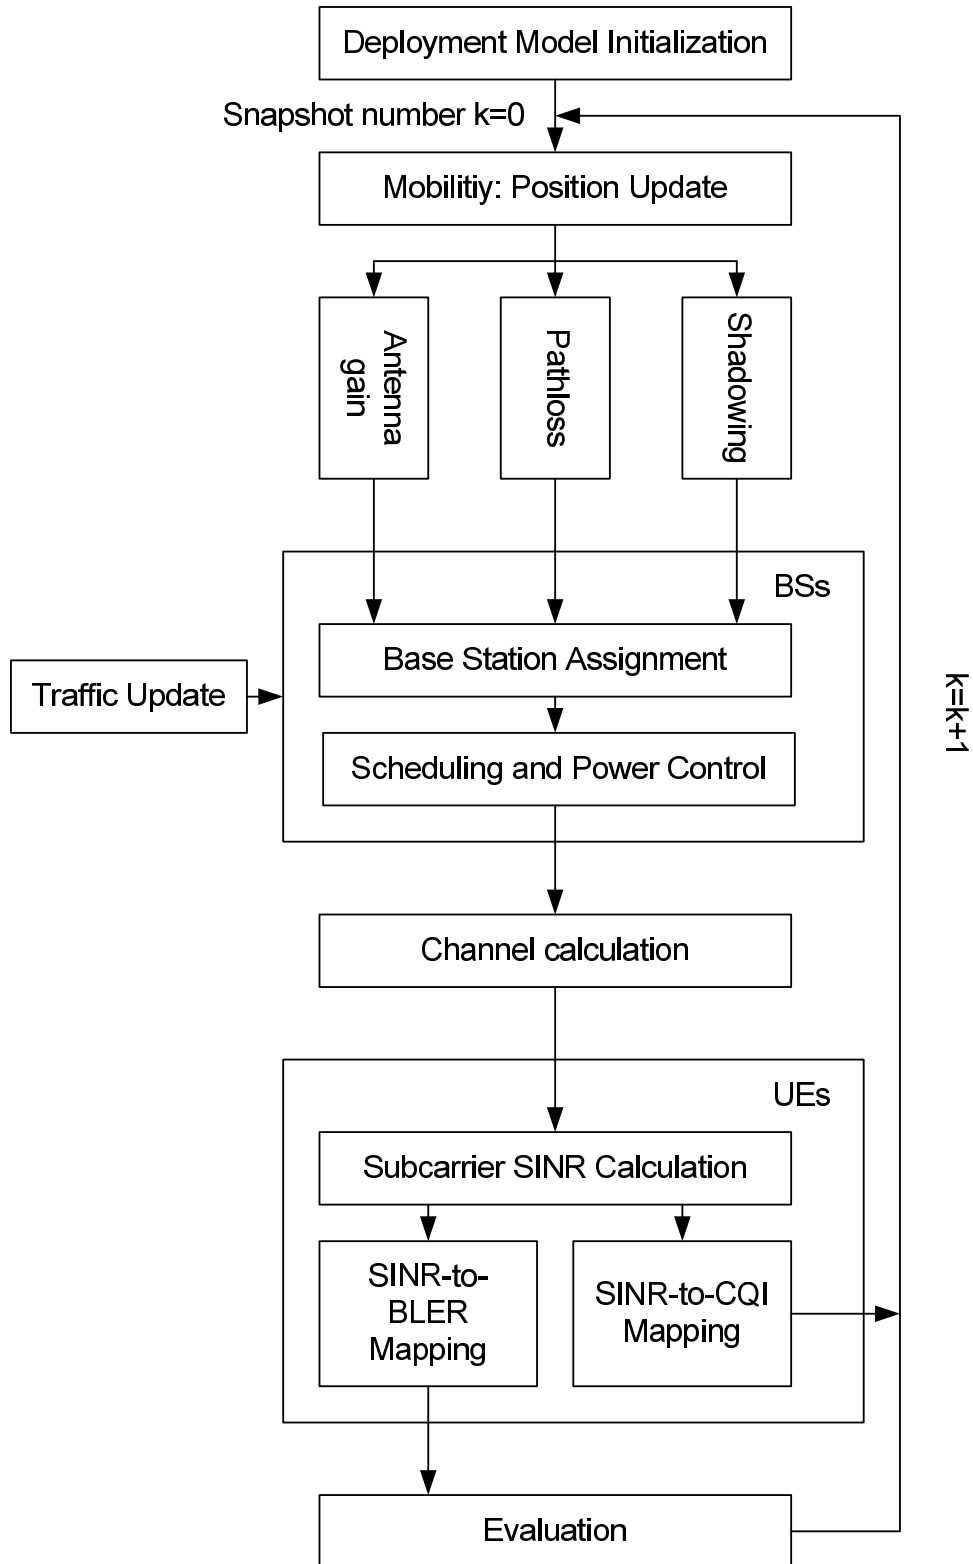 Deployment Model Initialization
Snapshot number k=0
Mobilitiy: Position Update
Antenna
gain
Pathloss
Shadowing
BSs
Base Station Assignment
Traffic Update
Scheduling and Power Control
k=k+1
Channel calculation
UEs
Subcarrier SINR Calculation
SINR-to-
BLER
Mapping
SINR-to-CQI
Mapping
Evaluation